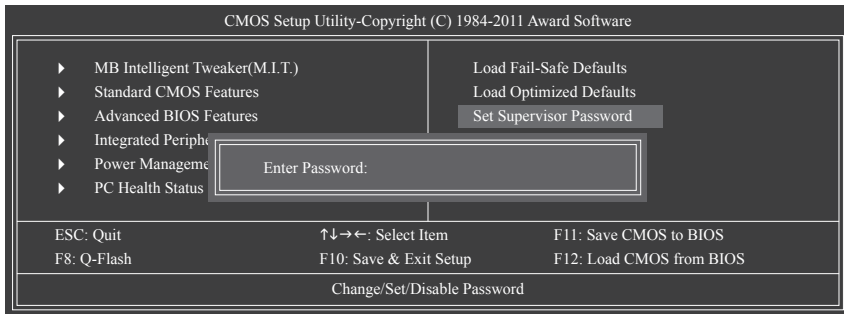 CMOS Setup Utility-Copyright (C) 1984-2011 Award Software
MB Intelligent Tweaker(M.I.T.)
Standard CMOS Features
Advanced BIOS Features
Integrated Periphe
Power Manageme
PC Health Status
Load Fail-Safe Defaults
Load Optimized Defaults
Set Supervisor Password
Enter Password:
ESC: Quit
↑↓→←: Select Item
F11: Save CMOS to BIOS
F8: Q-Flash
F10: Save & Exit Setup
F12: Load CMOS from BIOS
Change/Set/Disable Password